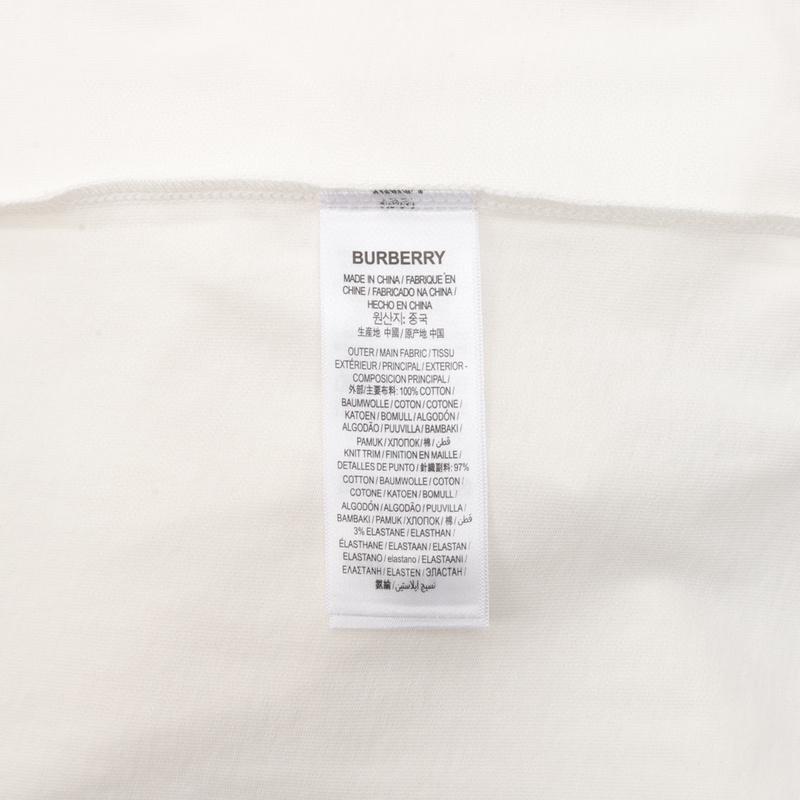 BURBERRY
MADE IN CHINA / FABRIQUE EN
CHINE / FABRICADO NA CHINA /
HECHO EN CHINA
원산지: 중국
生産地 中國 / 原产地 中国
OUTER / MAIN FABRIC / TISSU
EXTÉRIEUR / PRINCIPAL / EXTERIOR -
COMPOSICION PRINCIPAL /
外部/主要布料: 100% COTTON /
BAUMWOLLE / COTON / COTONE /
KATOEN / BOMULL / ALGODÓN /
ALGODÃO / PUUVILLA / BAMBAKI /
PAMUK / ХЛОПОК / 棉 / قطن /
KNIT TRIM / FINITION EN MAILLE /
DETALLES DE PUNTO / 針織副料: 97%
COTTON / BAUMWOLLE / COTON /
COTONE / KATOEN / BOMULL /
ALGODÓN / ALGODÃO / PUUVILLA /
BAMBAKI / PAMUK / ХЛОПОК / 棉 / قطن
3% ELASTANE / ELASTHAN /
ÉLASTHANE / ELASTAAN / ELASTAN /
ELASTANO / elastano / ELASTAANI /
ΕΛΑΣΤΑΝΗ / ELASTEN / ЭЛАСТАН /
氨綸 / نسيج ايلاستين